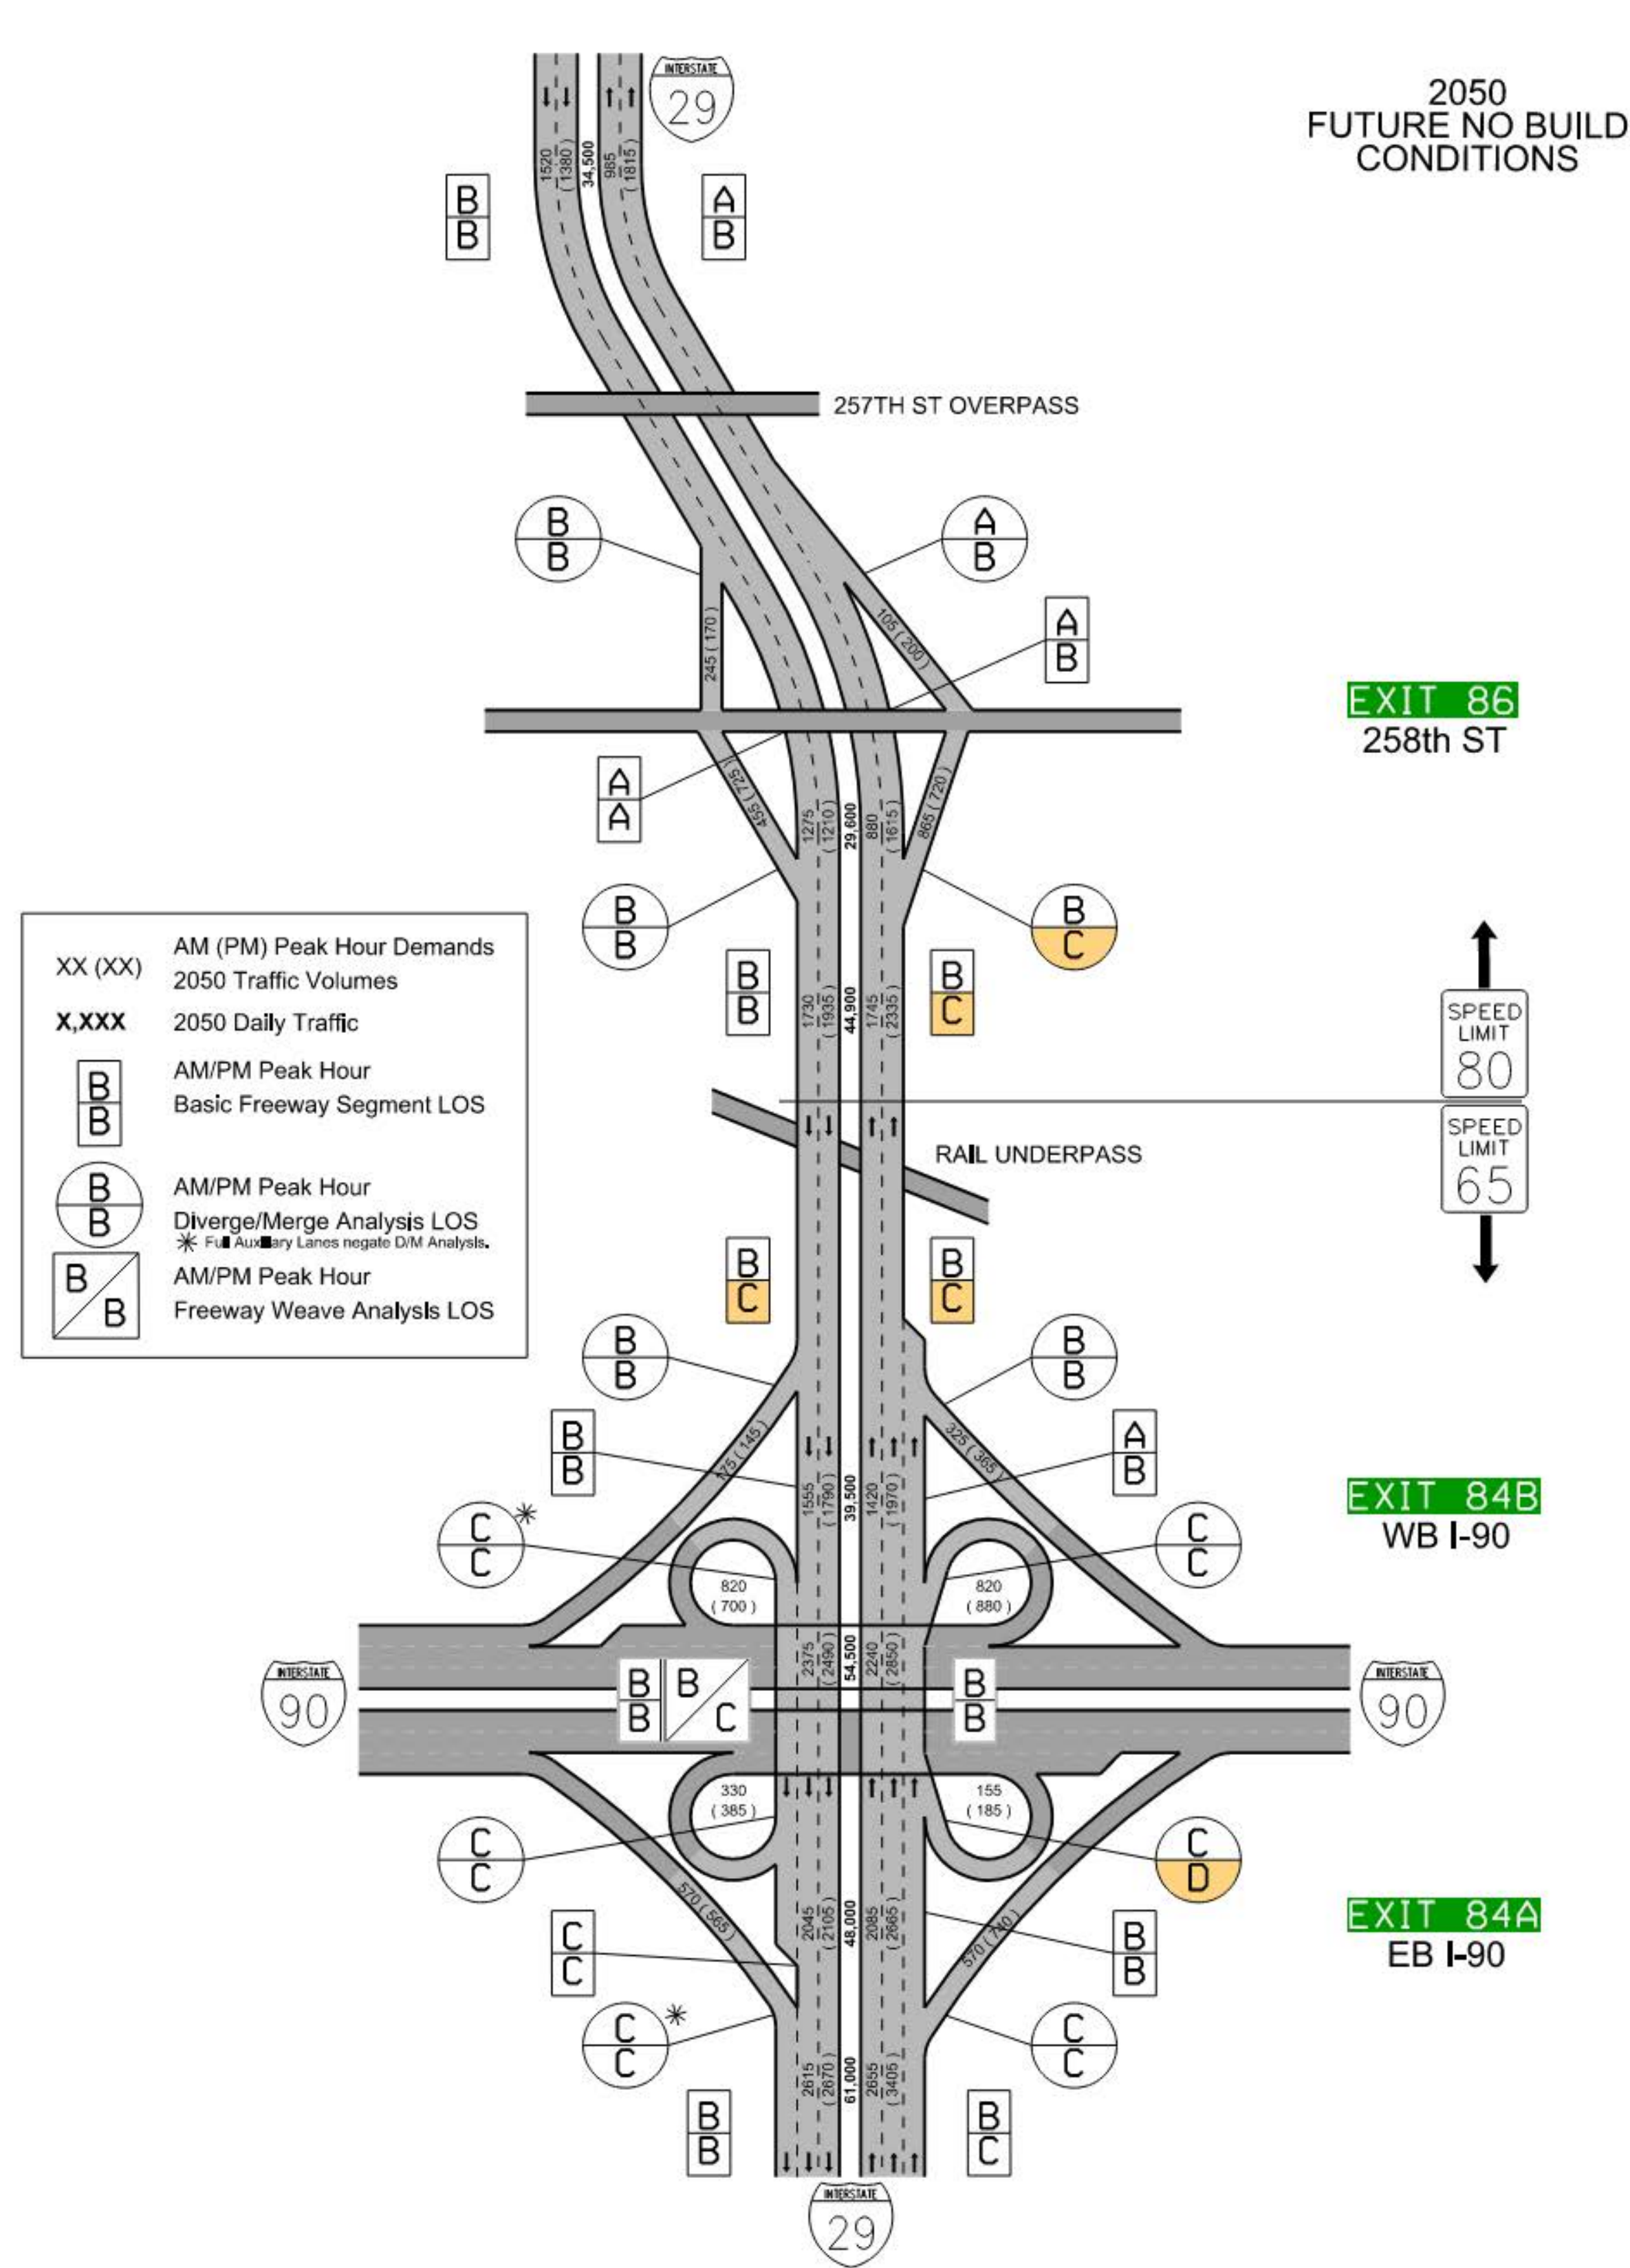 INTERSTATE
29
2050
FUTURE NO BUILD
CONDITIONS
1520
( 1380 )
34,500
985
( 1815 )
B
B
A
B
257TH ST OVERPASS
B
B
A
B
245 ( 170 )
105 ( 200 )
A
B
EXIT 86
258th ST
A
A
455 ( 725 )
1275
( 1210 )
29,600
880
( 1615 )
865 ( 720 )
B
B
B
C
B
B
1730
( 1935 )
44,900
1745
( 2335 )
B
C
XX (XX)
AM (PM) Peak Hour Demands
2050 Traffic Volumes
X,XXX
2050 Daily Traffic
B
B
AM/PM Peak Hour
Basic Freeway Segment LOS
B
B
AM/PM Peak Hour
Diverge/Merge Analysis LOS
* Full Auxiliary Lanes negate D/M Analysis.
B
B
AM/PM Peak Hour
Freeway Weave Analysis LOS
SPEED
LIMIT
80
SPEED
LIMIT
65
RAIL UNDERPASS
B
C
B
C
B
B
B
B
175 ( 145 )
325 ( 365 )
B
B
A
B
1555
( 1790 )
39,500
1420
( 1970 )
EXIT 84B
WB I-90
C
C
*
C
C
820
( 700 )
820
( 880 )
2375
( 2490 )
54,500
2240
( 2850 )
INTERSTATE
90
B
B
B
C
B
B
INTERSTATE
90
330
( 385 )
155
( 185 )
C
C
C
D
570 ( 565 )
2045
( 2105 )
48,000
2085
( 2665 )
570 ( 740 )
EXIT 84A
EB I-90
C
C
B
B
C
C
*
C
C
2615
( 2670 )
61,000
2655
( 3405 )
B
B
B
C
INTERSTATE
29